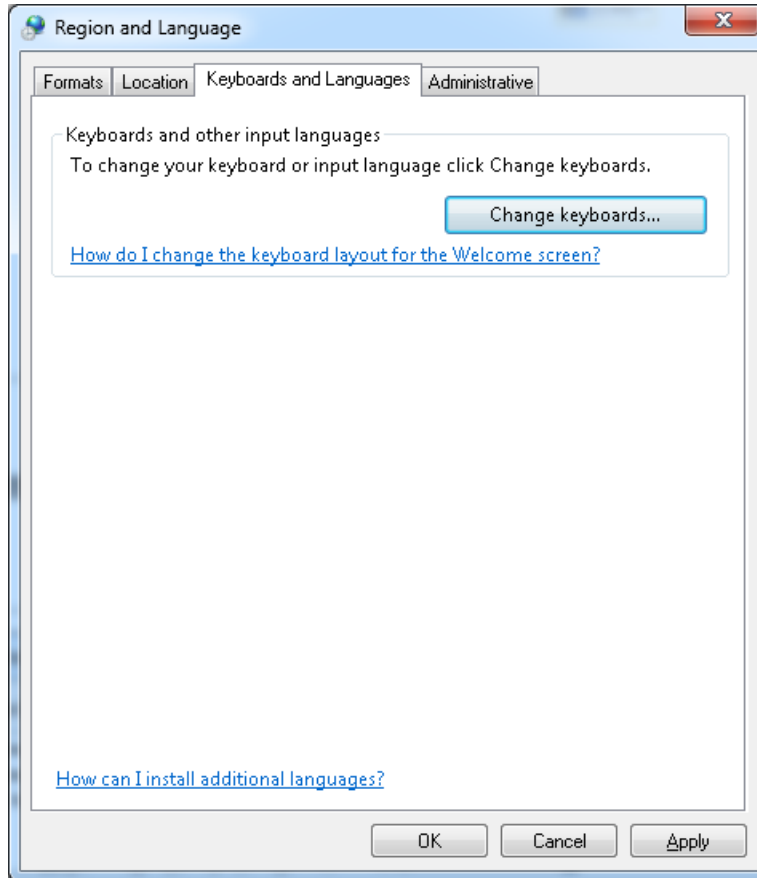 Region and Language
Formats Location Keyboards and Languages Administrative
Keyboards and other input languages
To change your keyboard or input language click Change keyboards.
Change keyboards...
How do I change the keyboard layout for the Welcome screen?
How can I install additional languages?
OK Cancel Apply